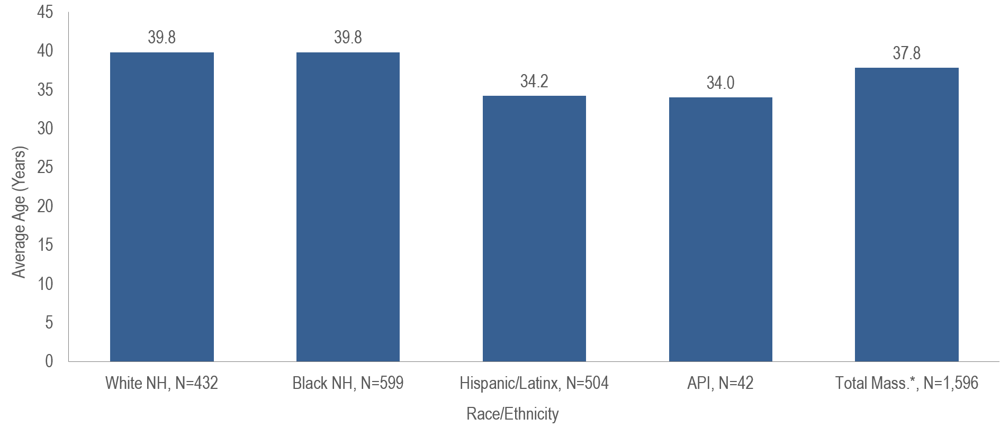 45
40
35
30
25
20
15
10
5
0
Average Age (Years)
39.8
39.8
34.2
34.0
37.8
White NH, N=432
Black NH, N=599
Hispanic/Latinx, N=504
API, N=42
Total Mass.*, N=1,596
Race/Ethnicity